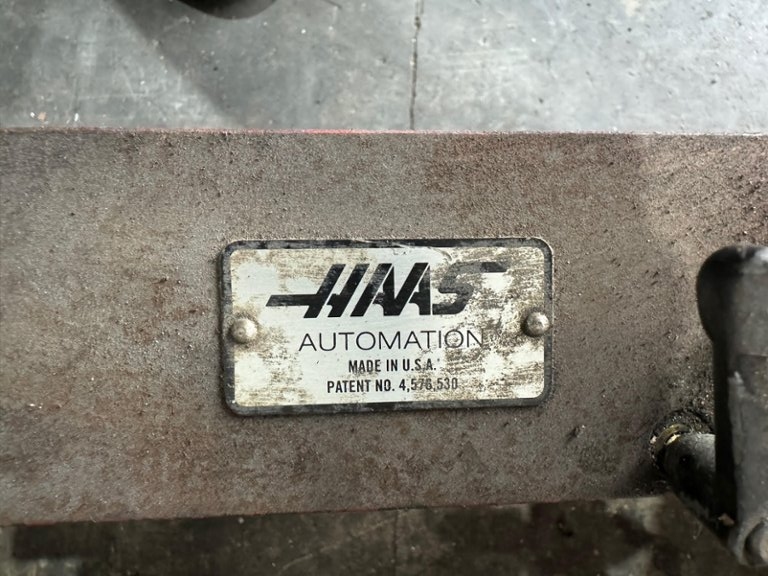 HAAS
AUTOMATION
MADE IN U.S.A.
PATENT NO. 4,576,530